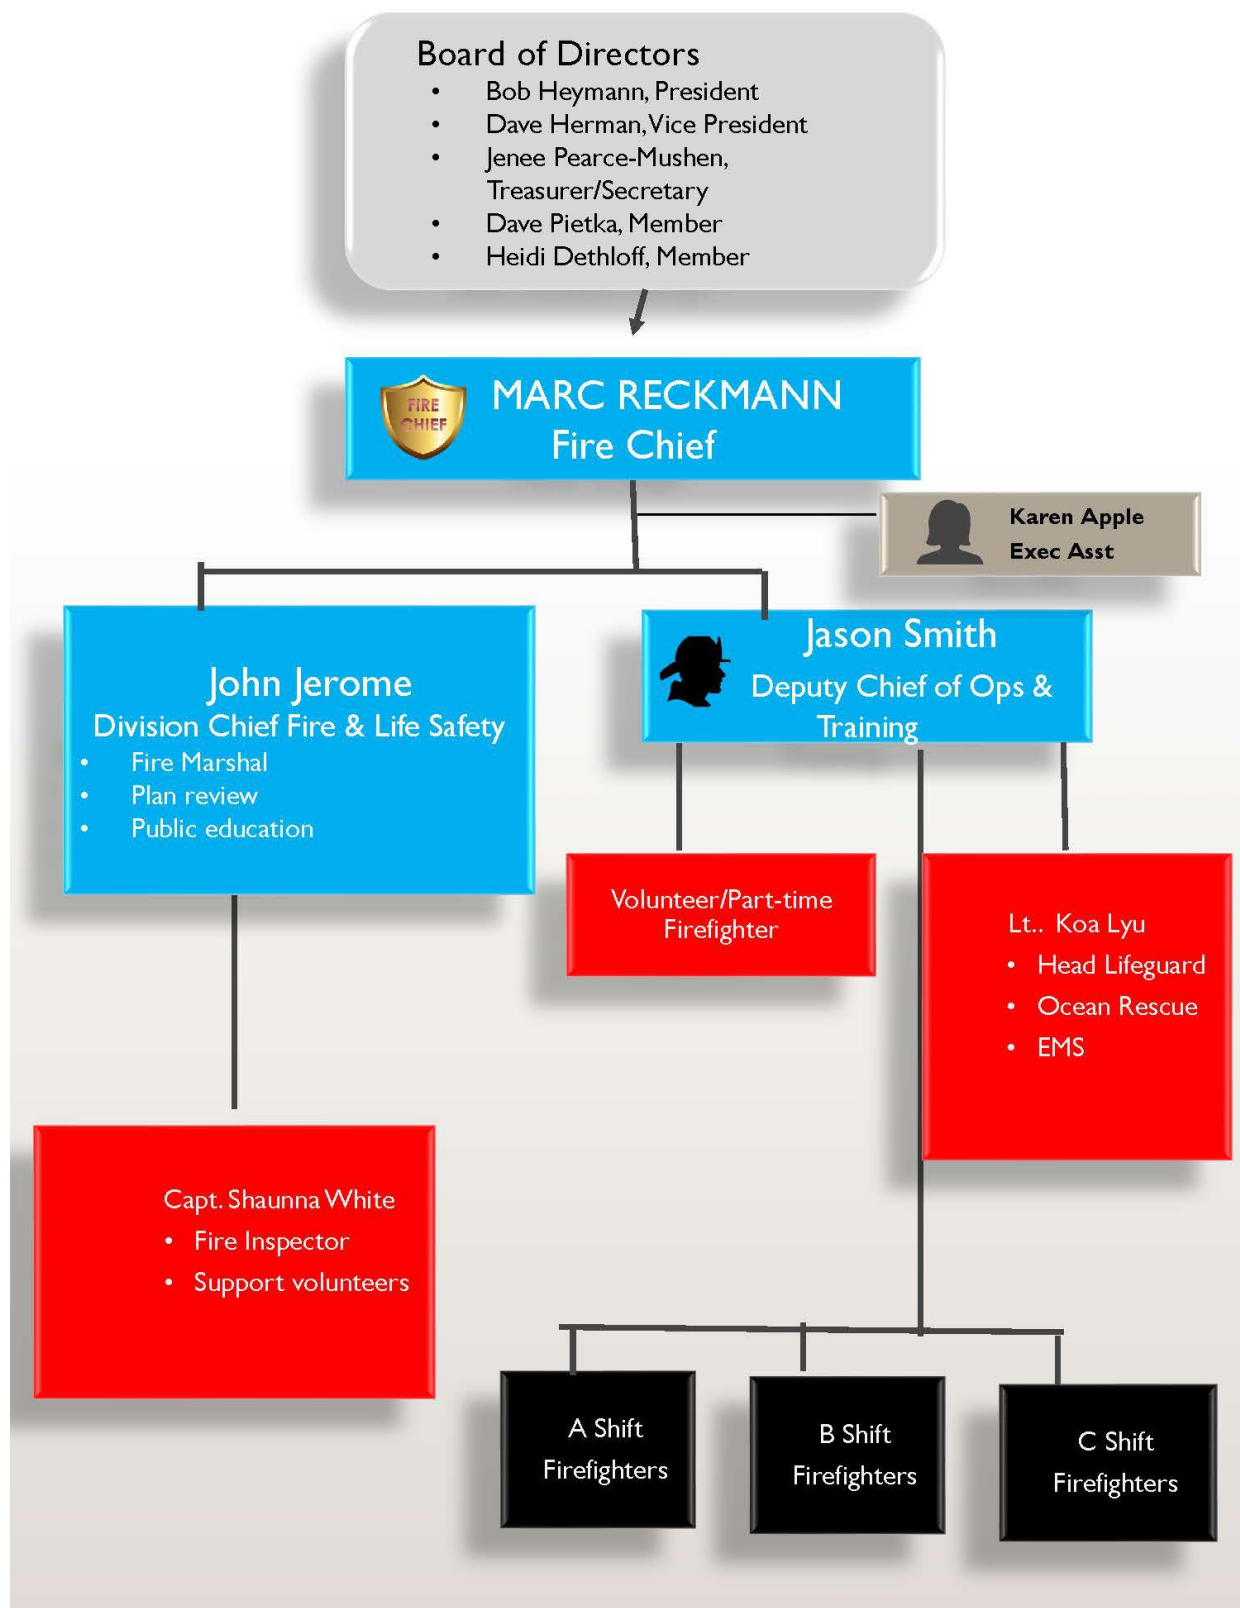 Board of Directors
• Bob Heymann, President
• Dave Herman, Vice President
• Jenee Pearce-Mushen,
Treasurer/Secretary
• Dave Pietka, Member
• Heidi Dethloff, Member
FIRE
CHIEF
MARC RECKMANN
Fire Chief
Karen Apple
Exec Asst
John Jerome
Division Chief Fire & Life Safety
• Fire Marshal
• Plan review
• Public education
Jason Smith
Deputy Chief of Ops &
Training
Volunteer/Part-time
Firefighter
Lt.. Koa Lyu
• Head Lifeguard
• Ocean Rescue
• EMS
Capt. Shaunna White
• Fire Inspector
• Support volunteers
A Shift
Firefighters
B Shift
Firefighters
C Shift
Firefighters